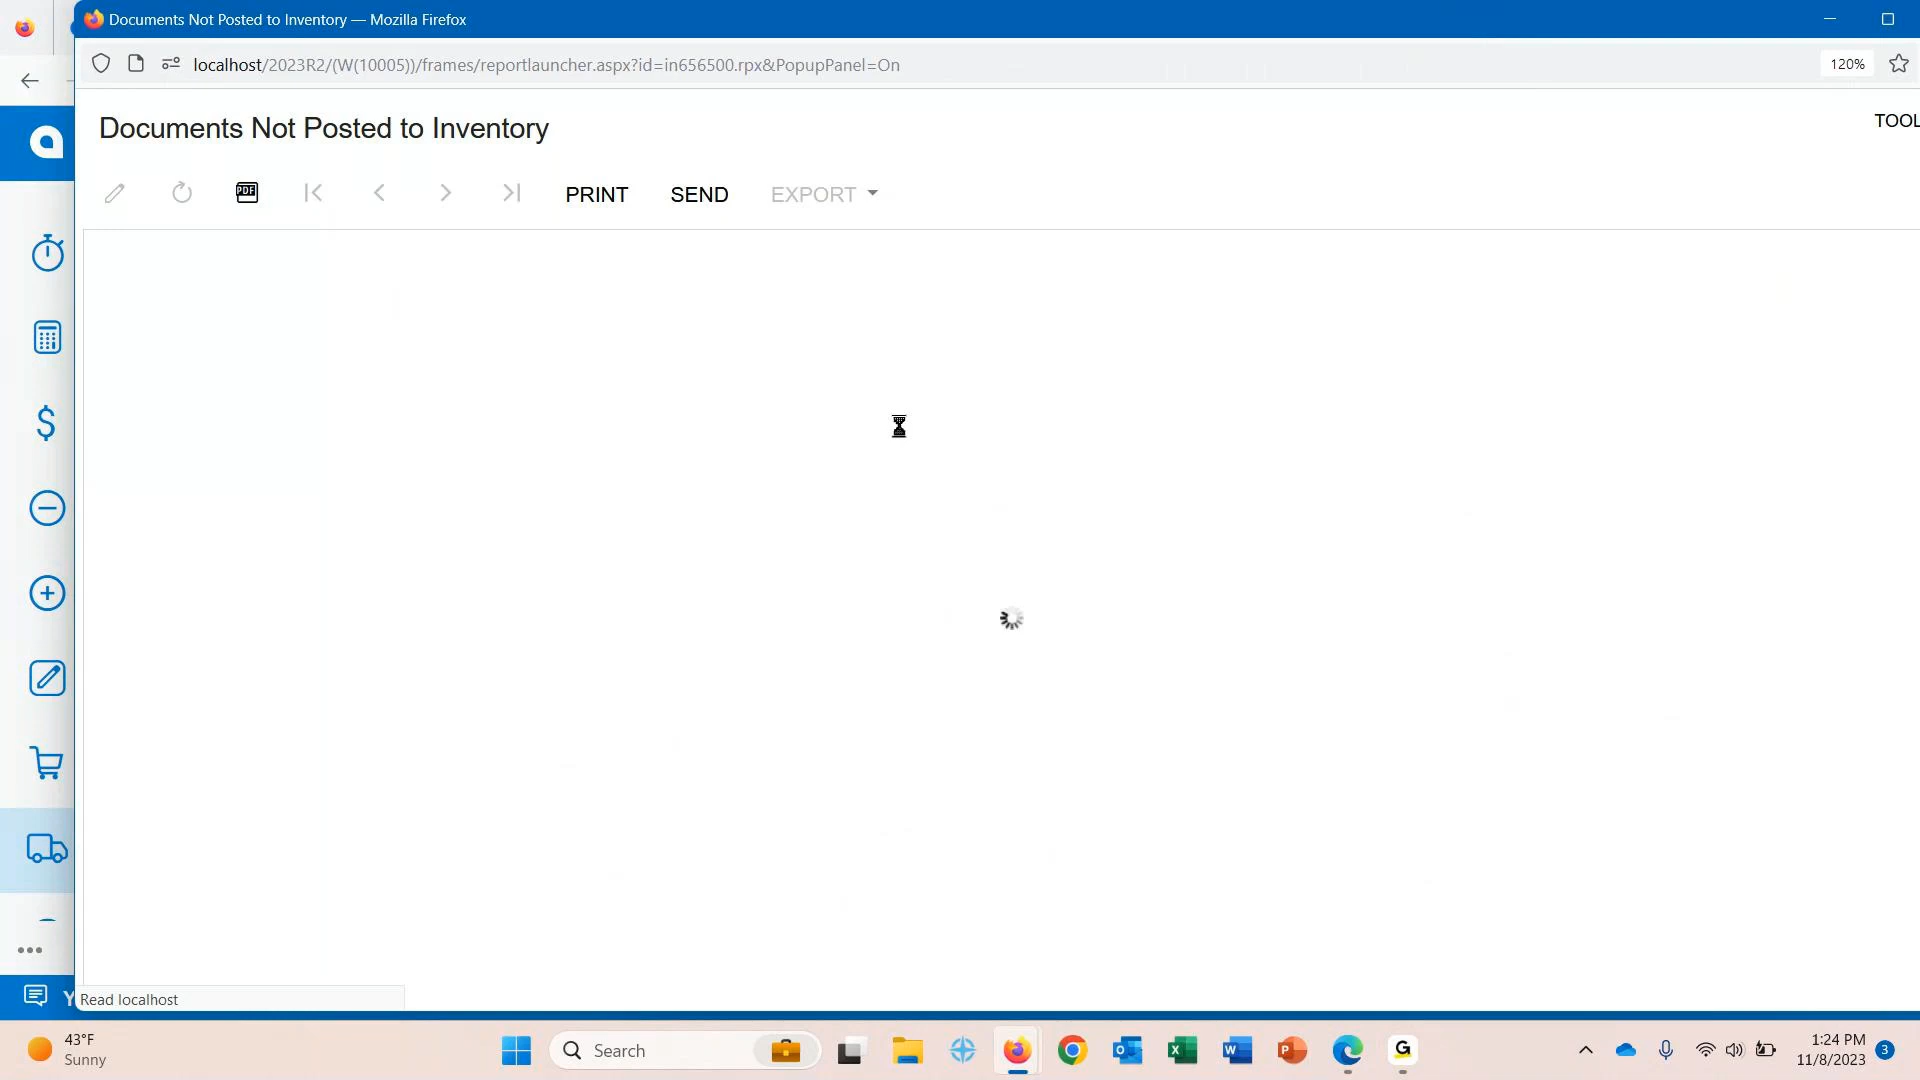 Documents Not Posted to Inventory — Mozilla Firefox
localhost/2023R2/(W(10005))/frames/reportlauncher.aspx?id=in656500.rpx&PopupPanel=On
120%
Documents Not Posted to Inventory
TOOL
PDF
PRINT
SEND
EXPORT
Y
Read localhost
43°F
Sunny
Search
1:24 PM
11/8/2023
3